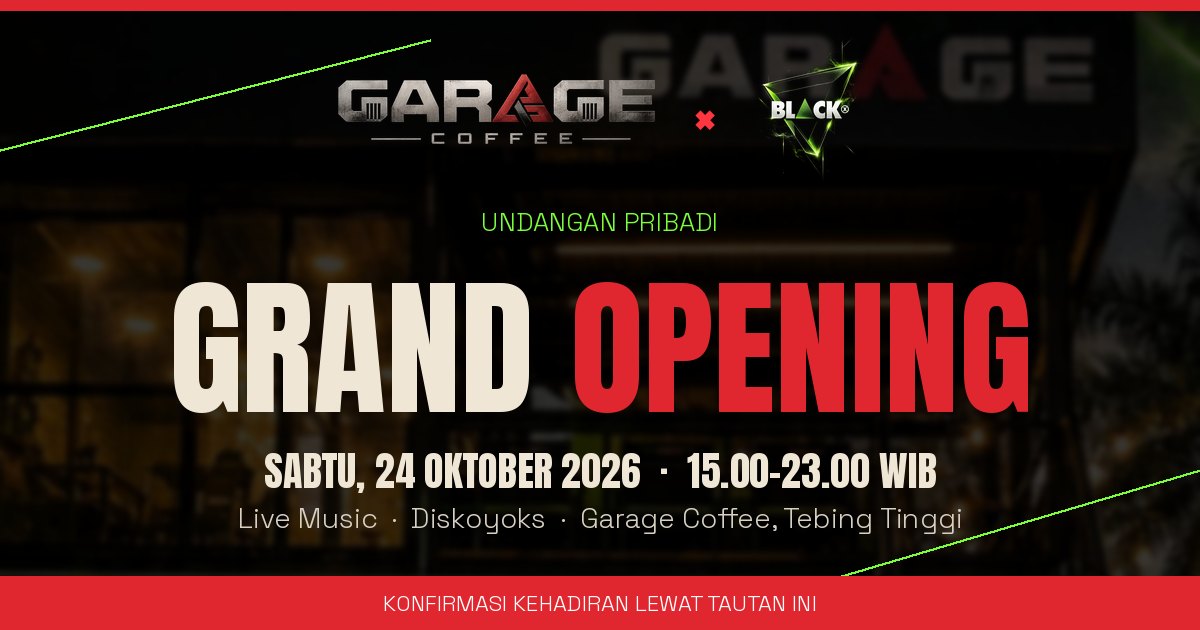 GARAGE
GARAGE
COFFEE
✖
BLACK®
UNDANGAN PRIBADI
GRAND OPENING
SABTU, 24 OKTOBER 2026 · 15.00-23.00 WIB
Live Music · Diskoyoks · Garage Coffee, Tebing Tinggi
KONFIRMASI KEHADIRAN LEWAT TAUTAN INI